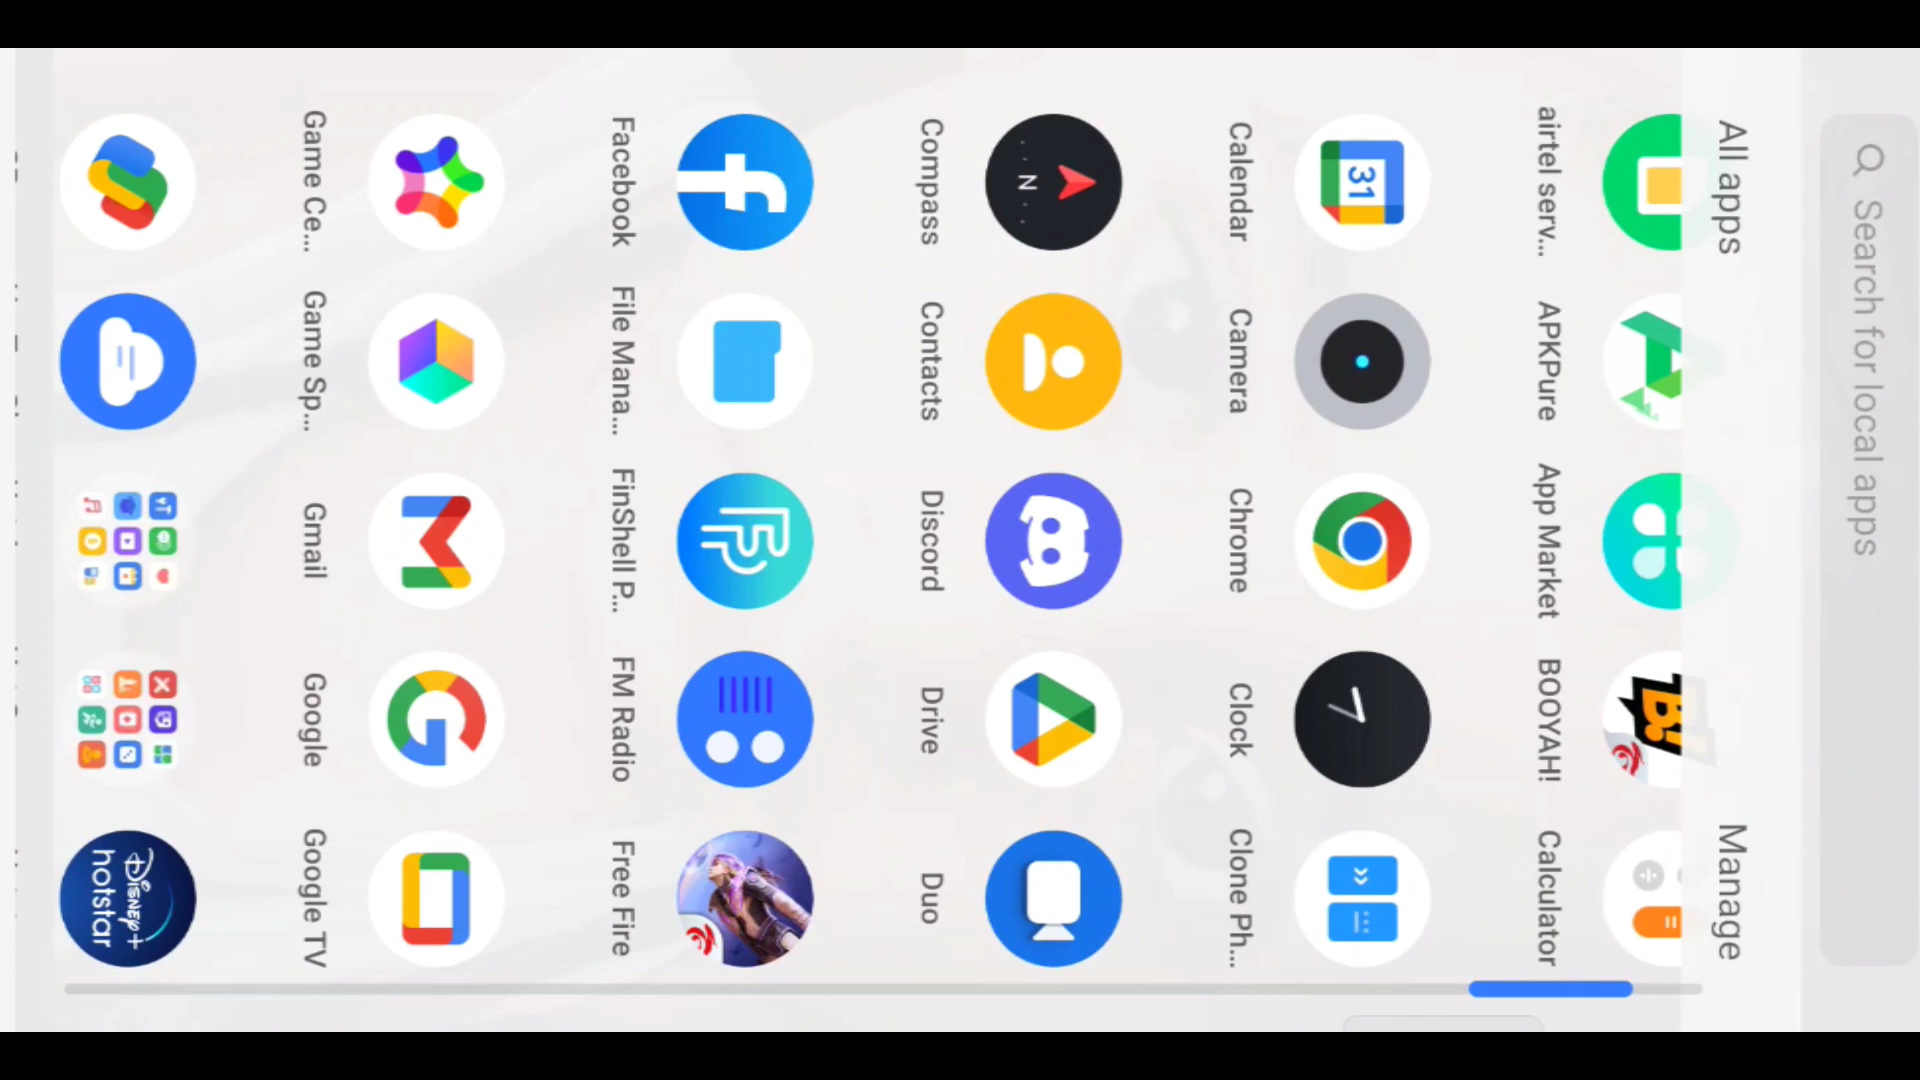 Search for local apps
All apps Manage
airtel serv... APKPure App Market BOOYAH! Calculator
31
Calendar Camera Chrome Clock Clone Ph...
N
Compass Contacts Discord Drive Duo
Facebook File Mana... FinShell P... FM Radio Free Fire
Game Ce... Game Sp... Gmail Google Google TV
Disney+
hotstar